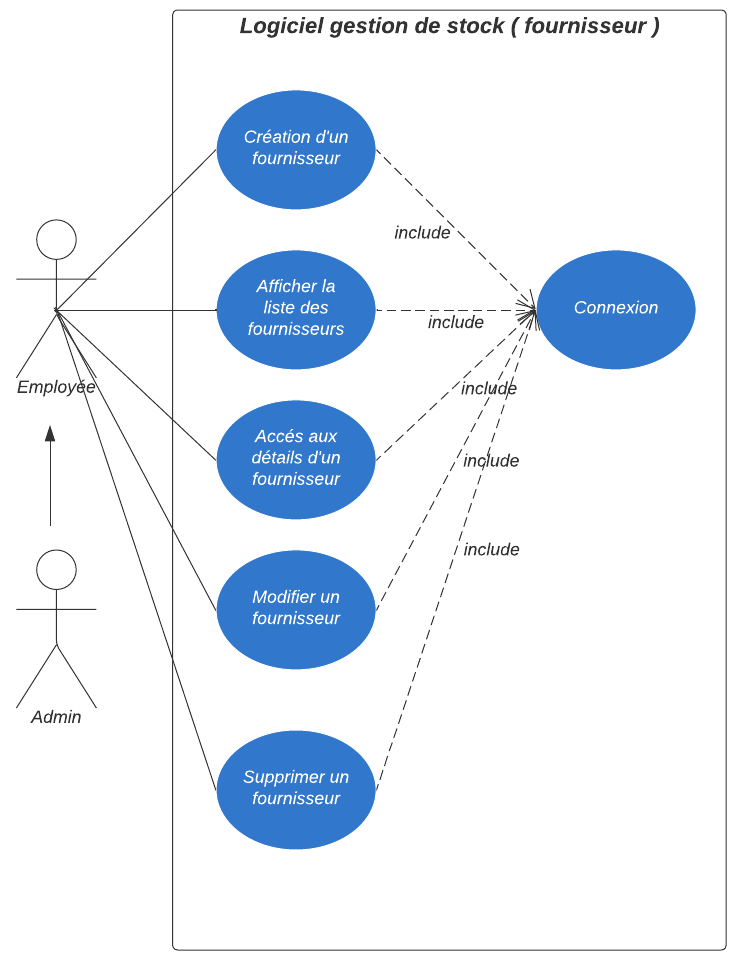 Logiciel gestion de stock ( fournisseur )
Création d'un
fournisseur
include
Afficher la
liste des
fournisseurs
include
Connexion
Employée
Accés aux
détails d'un
fournisseur
include
include
include
Modifier un
fournisseur
Admin
Supprimer un
fournisseur